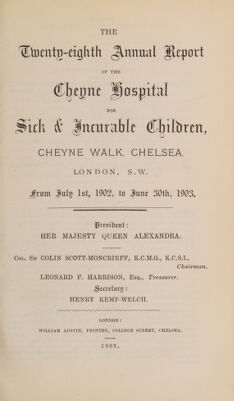 THE
Twenty-eighth Annual Report
OF THE
Cheyne Hospital
FOR
Sick & Incurable Children,
CHEYNE WALK, CHELSEA,
LONDON, S.W.
From July 1st, 1902, to June 30th, 1903.
President:
HER MAJESTY QUEEN ALEXANDRA.
COL. Sir COLIN SCOTT-MONCRIEFF, K.C.M.G., K.C.S.I.,
Chairman.
LEONARD F. HARRISON, Esq., Treasurer.
Secretary:
HENRY KEMP-WELCH.
LONDON:
WILLIAM AUSTIN, PRINTER, COLLEGE STREET, CHELSEA.
1903.